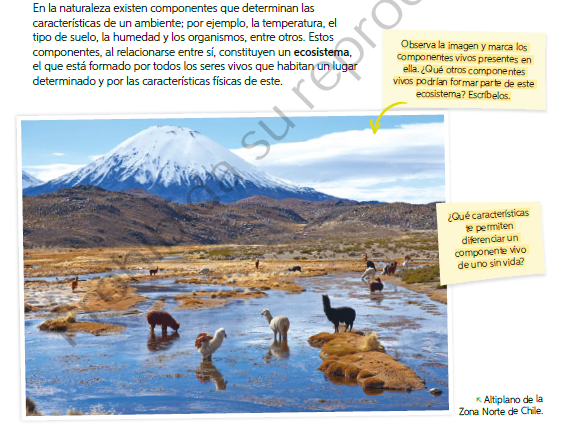 En la naturaleza existen componentes que determinan las
características de un ambiente; por ejemplo, la temperatura, el
tipo de suelo, la humedad y los organismos, entre otros. Estos
componentes, al relacionarse entre sí, constituyen un ecosistema,
el que está formado por todos los seres vivos que habitan un lugar
determinado y por las características físicas de este.
Observa la imagen y marca los
componentes vivos presentes en
ella. ¿Qué otros componentes
vivos podrían formar parte de este
ecosistema? Escríbelos.
¿Qué características
te permiten
diferenciar un
componente vivo
de uno sin vida?
Altiplano de la
Zona Norte de Chile.
su reprod